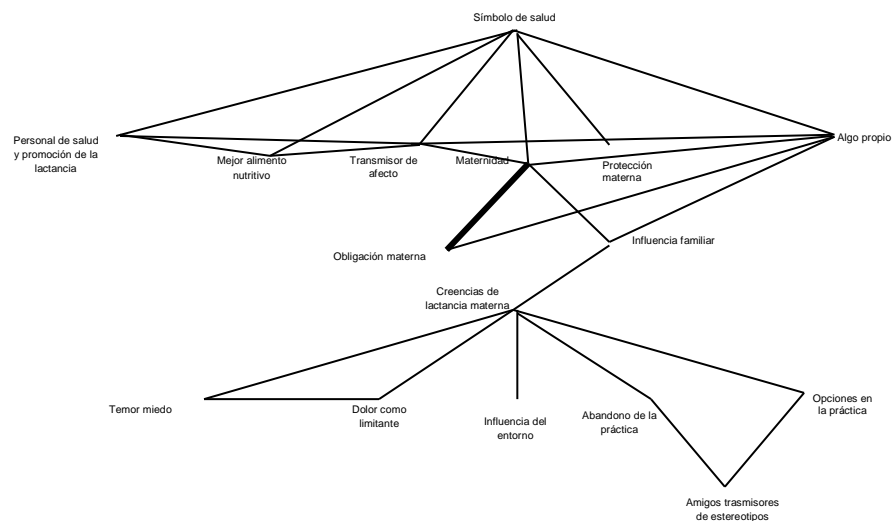 Símbolo de salud
Personal de salud
y promoción de la
lactancia
Mejor alimento
nutritivo
Transmisor de
afecto
Maternidad
Protección
materna
Algo propio
Obligación materna
Influencia familiar
Creencias de
lactancia materna
Temor miedo
Dolor como
limitante
Influencia del
entorno
Abandono de la
práctica
Opciones en
la práctica
Amigos trasmisores
de estereotipos